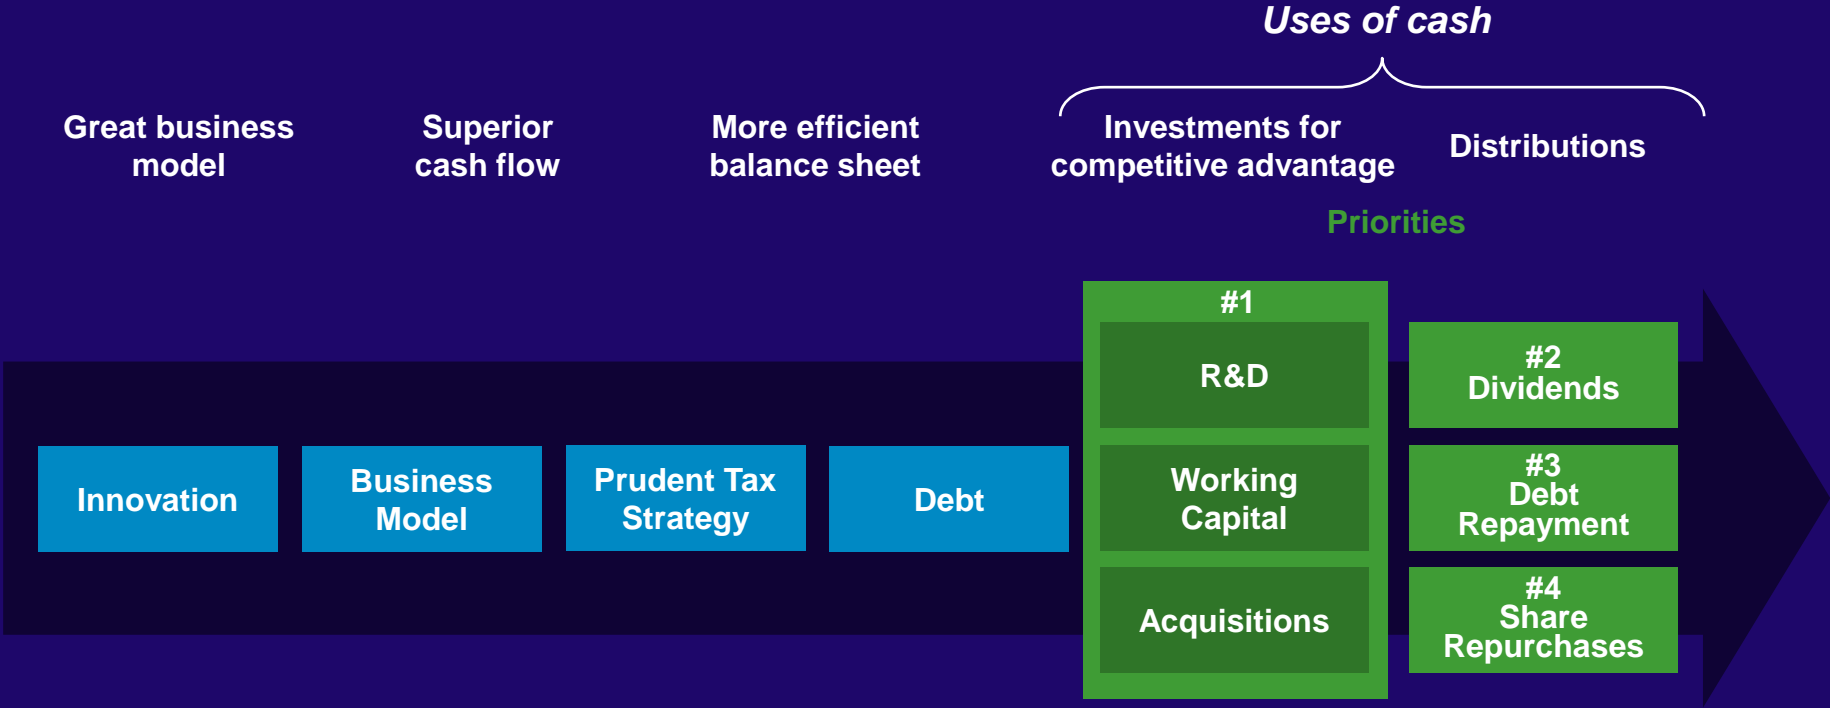 Uses of cash
Great business
model
Superior
cash flow
More efficient
balance sheet
Investments for
competitive advantage
Distributions
Priorities
Innovation
Business
Model
Prudent Tax
Strategy
Debt
#1
R&D
Working
Capital
Acquisitions
#2
Dividends
#3
Debt
Repayment
#4
Share
Repurchases